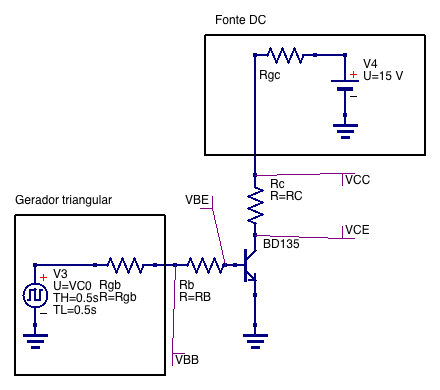 Fonte DC
Rgc
V4
+
U=15 V
Gerador triangular
VBE
Rc
R=RC
VCC
VCE
BD135
V3
U=VC0
TH=0.5s
TL=0.5s
+
Rgb
R=Rgb
Rb
R=RB
VBB